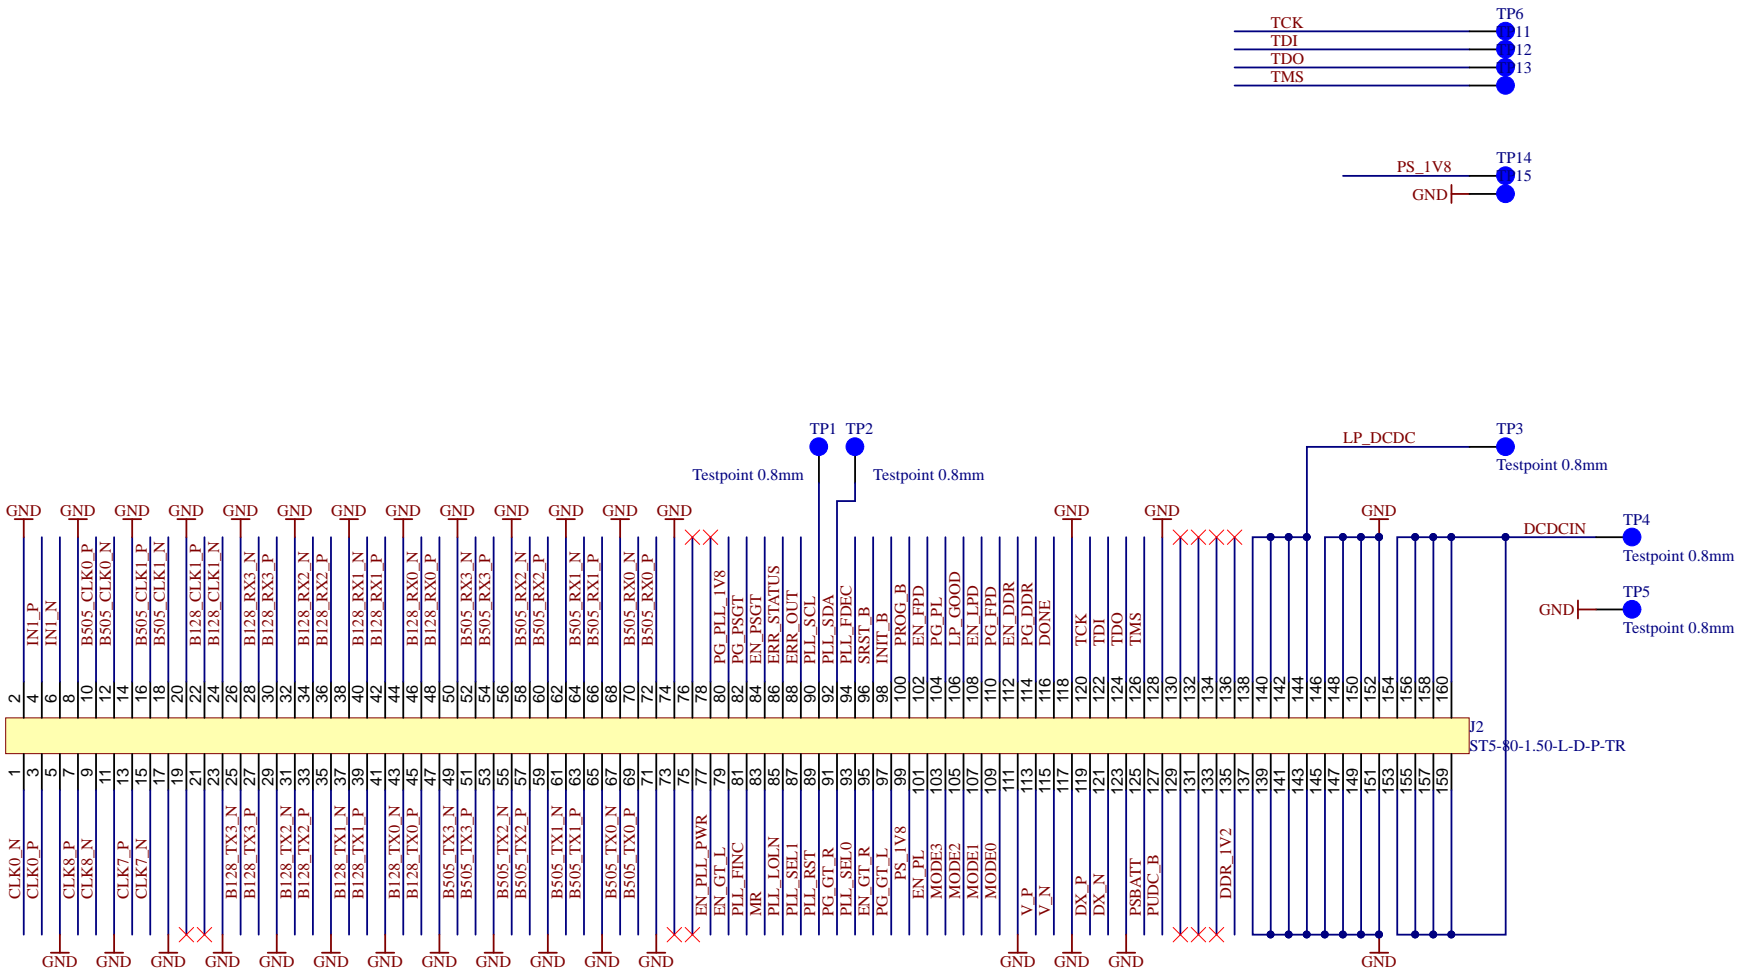 TP6
TCK
TP11
TDI
TP12
TDO
TP13
TMS
TP14
PS_1V8
TP15
GND
TP1 TP2
Testpoint 0.8mm Testpoint 0.8mm
TP3
LP_DCDC
Testpoint 0.8mm
TP4
DCDCIN
Testpoint 0.8mm
TP5
GND
Testpoint 0.8mm
GND GND GND GND GND GND GND GND GND GND GND GND GND GND GND GND
IN1_P
IN1_N
B505_CLK0_P
B505_CLK0_N
B505_CLK1_P
B505_CLK1_N
B128_CLK1_P
B128_CLK1_N
B128_RX3_N
B128_RX3_P
B128_RX2_N
B128_RX2_P
B128_RX1_N
B128_RX1_P
B128_RX0_N
B128_RX0_P
B505_RX3_N
B505_RX3_P
B505_RX2_N
B505_RX2_P
B505_RX1_N
B505_RX1_P
B505_RX0_N
B505_RX0_P
PG_PLL_1V8
PG_PSGT
EN_PSGT
ERR_STATUS
ERR_OUT
PLL_SCL
PLL_SDA
PLL_FDEC
SRST_B
INIT_B
PROG_B
EN_FPD
PG_PL
LP_GOOD
EN_LPD
PG_FPD
EN_DDR
PG_DDR
DONE
TCK
TDI
TDO
TMS
2 4 6 8 10 12 14 16 18 20 22 24 26 28 30 32 34 36 38 40 42 44 46 48 50 52 54 56 58 60 62 64 66 68 70 72 74 76 78 80 82 84 86 88 90 92 94 96 98 100 102 104 106 108 110 112 114 116 118 120 122 124 126 128 130 132 134 136 138 140 142 144 146 148 150 152 154 156 158 160
J2
ST5-80-1.50-L-D-P-TR
1 3 5 7 9 11 13 15 17 19 21 23 25 27 29 31 33 35 37 39 41 43 45 47 49 51 53 55 57 59 61 63 65 67 69 71 73 75 77 79 81 83 85 87 89 91 93 95 97 99 101 103 105 107 109 111 113 115 117 119 121 123 125 127 129 131 133 135 137 139 141 143 145 147 149 151 153 155 157 159
CLK0_N
CLK0_P
CLK8_P
CLK8_N
CLK7_P
CLK7_N
B128_TX3_N
B128_TX3_P
B128_TX2_N
B128_TX2_P
B128_TX1_N
B128_TX1_P
B128_TX0_N
B128_TX0_P
B505_TX3_N
B505_TX3_P
B505_TX2_N
B505_TX2_P
B505_TX1_N
B505_TX1_P
B505_TX0_N
B505_TX0_P
EN_PLL_PWR
EN_GT_L
PLL_FINC
MR
PLL_LOLN
PLL_SEL1
PLL_RST
PG_GT_R
PLL_SEL0
EN_GT_R
PG_GT_L
PS_1V8
EN_PL
MODE3
MODE2
MODE1
MODE0
V_P
V_N
DX_P
DX_N
PSBATT
PUDC_B
DDR_1V2
GND GND GND GND GND GND GND GND GND GND GND GND GND GND GND GND